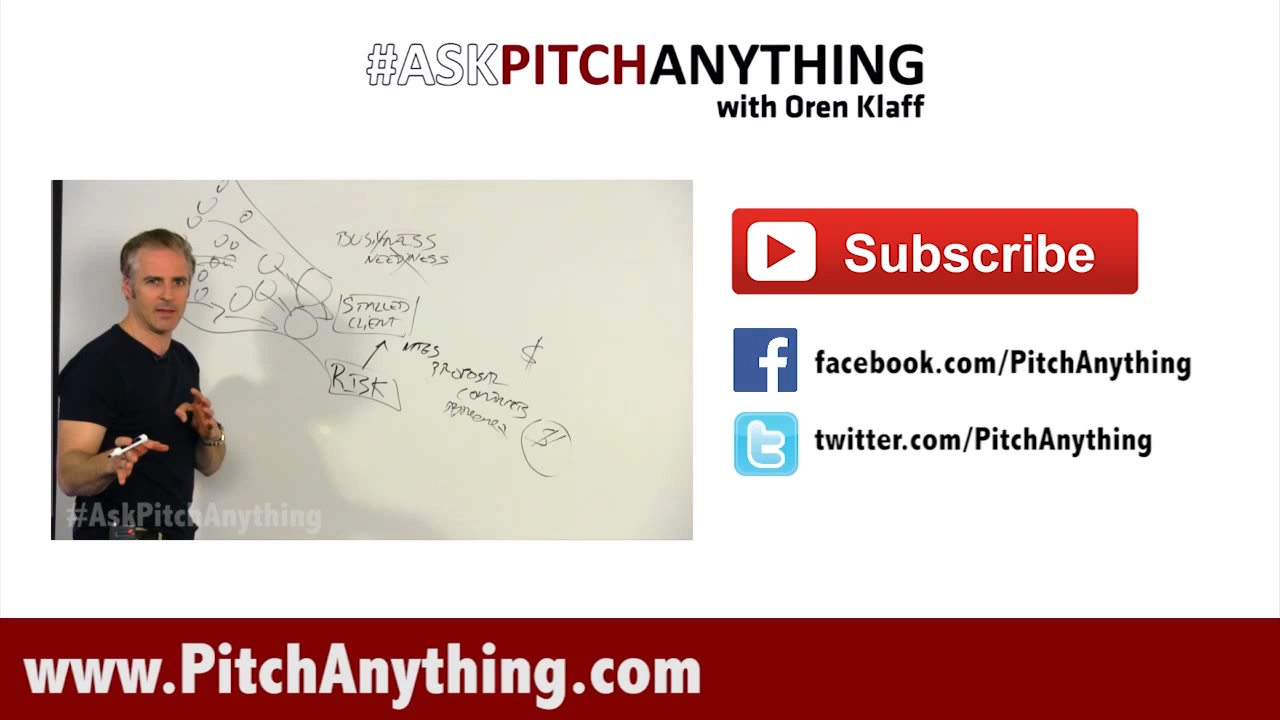 #ASKPITCHANYTHING
with Oren Klaff
BUSINESS
NEEDINESS
STALLED
CLIENT
RISK
MTGS
PROPOSAL
CONTRACTS
$
#AskPitchAnything
Subscribe
facebook.com/PitchAnything
twitter.com/PitchAnything
www.PitchAnything.com